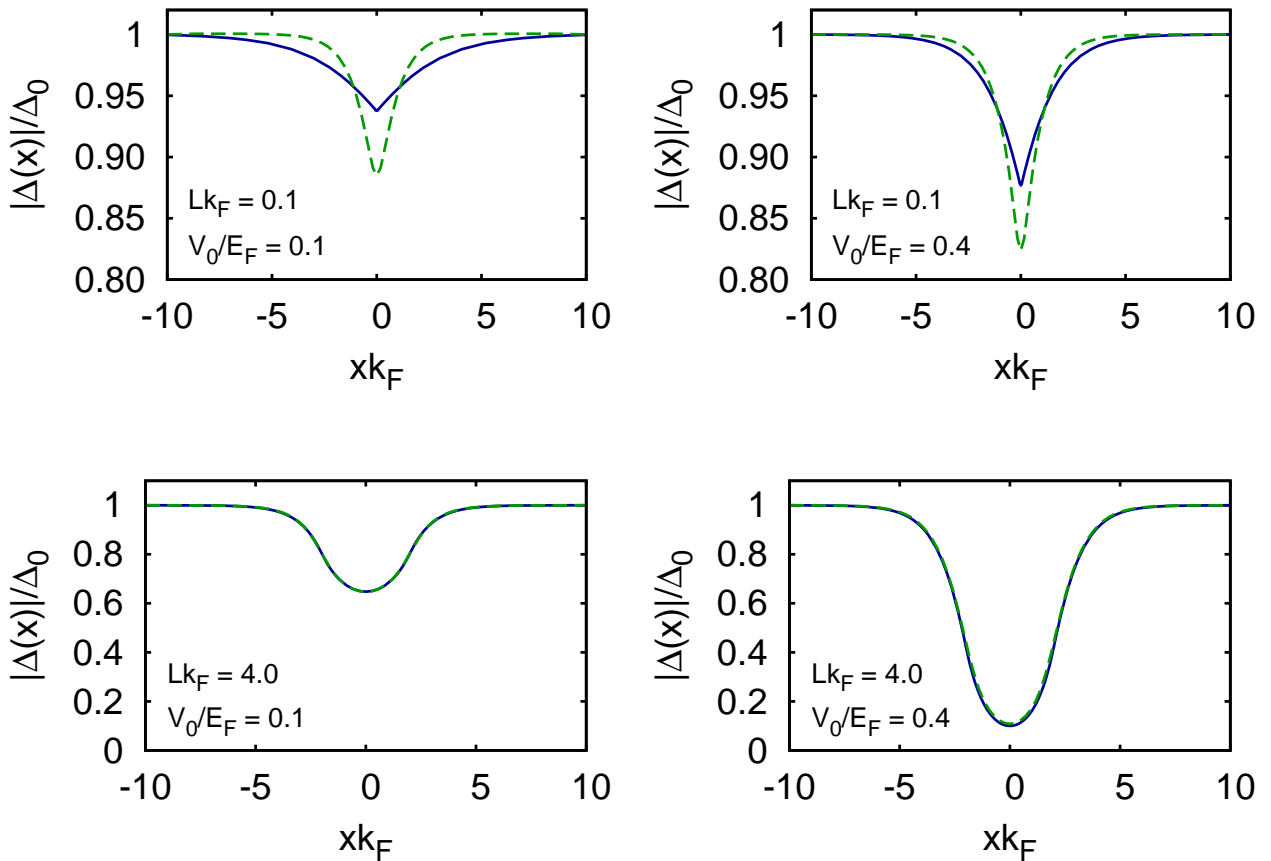 |Δ(x)|/Δ0
1
0.95
0.90
0.85
0.80
Lk_F = 0.1
V_0/E_F = 0.1
-10 -5 0 5 10
xk_F
|Δ(x)|/Δ0
1
0.95
0.90
0.85
0.80
Lk_F = 0.1
V_0/E_F = 0.4
-10 -5 0 5 10
xk_F
|Δ(x)|/Δ0
1
0.8
0.6
0.4
0.2
0
Lk_F = 4.0
V_0/E_F = 0.1
-10 -5 0 5 10
xk_F
|Δ(x)|/Δ0
1
0.8
0.6
0.4
0.2
0
Lk_F = 4.0
V_0/E_F = 0.4
-10 -5 0 5 10
xk_F